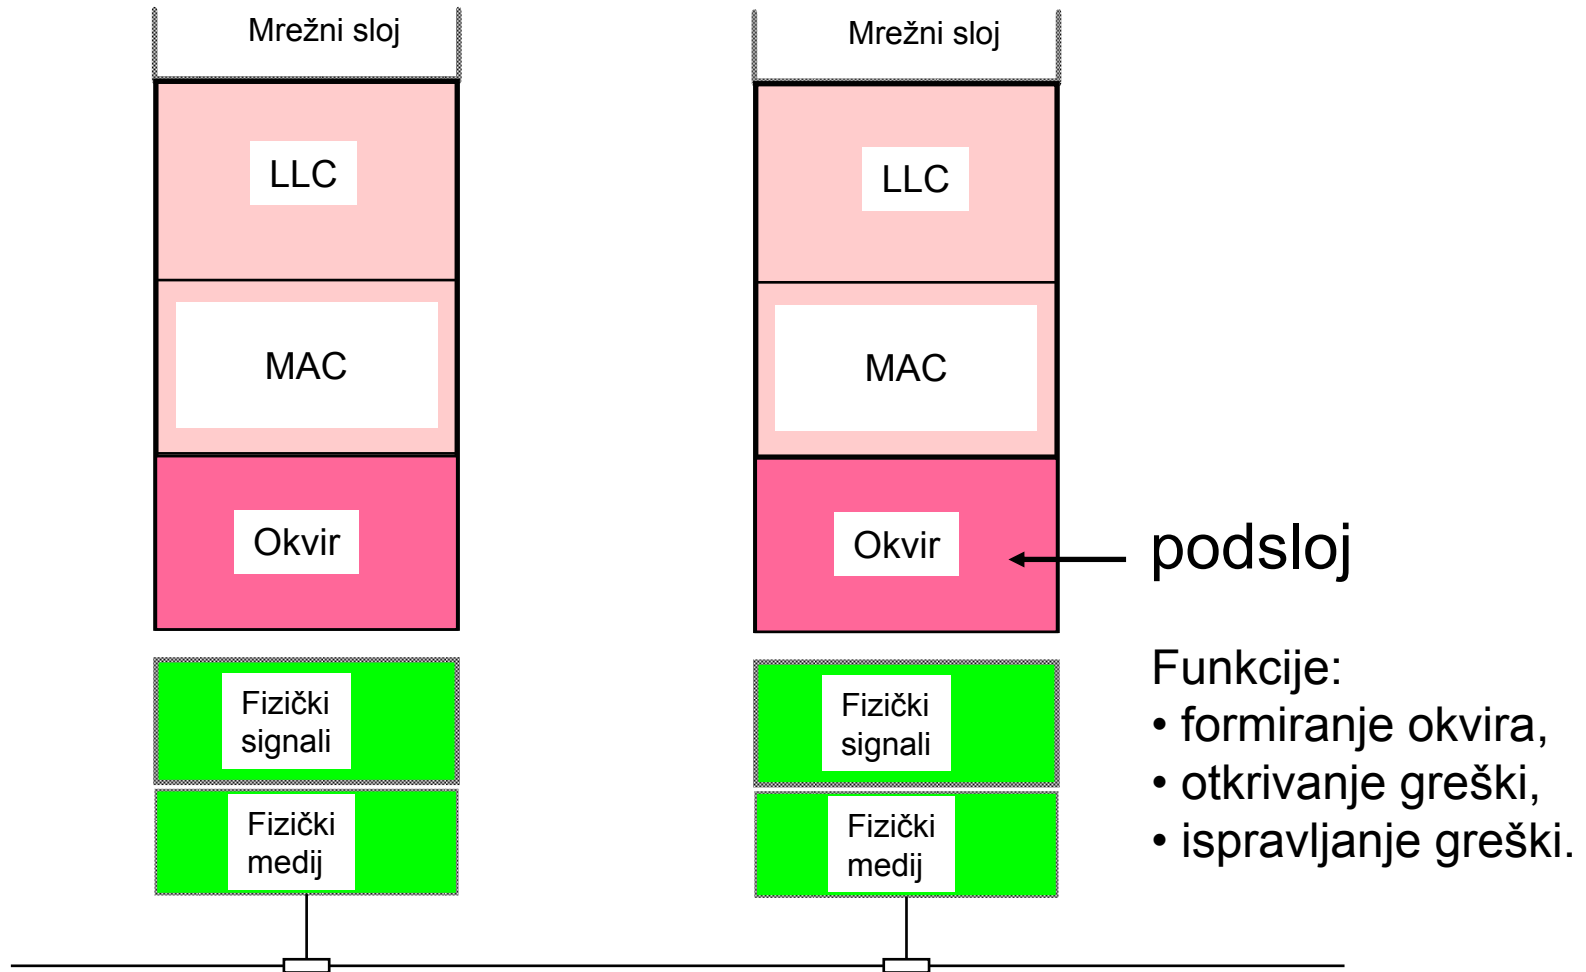 Mrežni sloj
LLC
MAC
Okvir
Fizički
signali
Fizički
medij
Mrežni sloj
LLC
MAC
Okvir
Fizički
signali
Fizički
medij
podsloj
Funkcije:
• formiranje okvira,
• otkrivanje greški,
• ispravljanje greški.